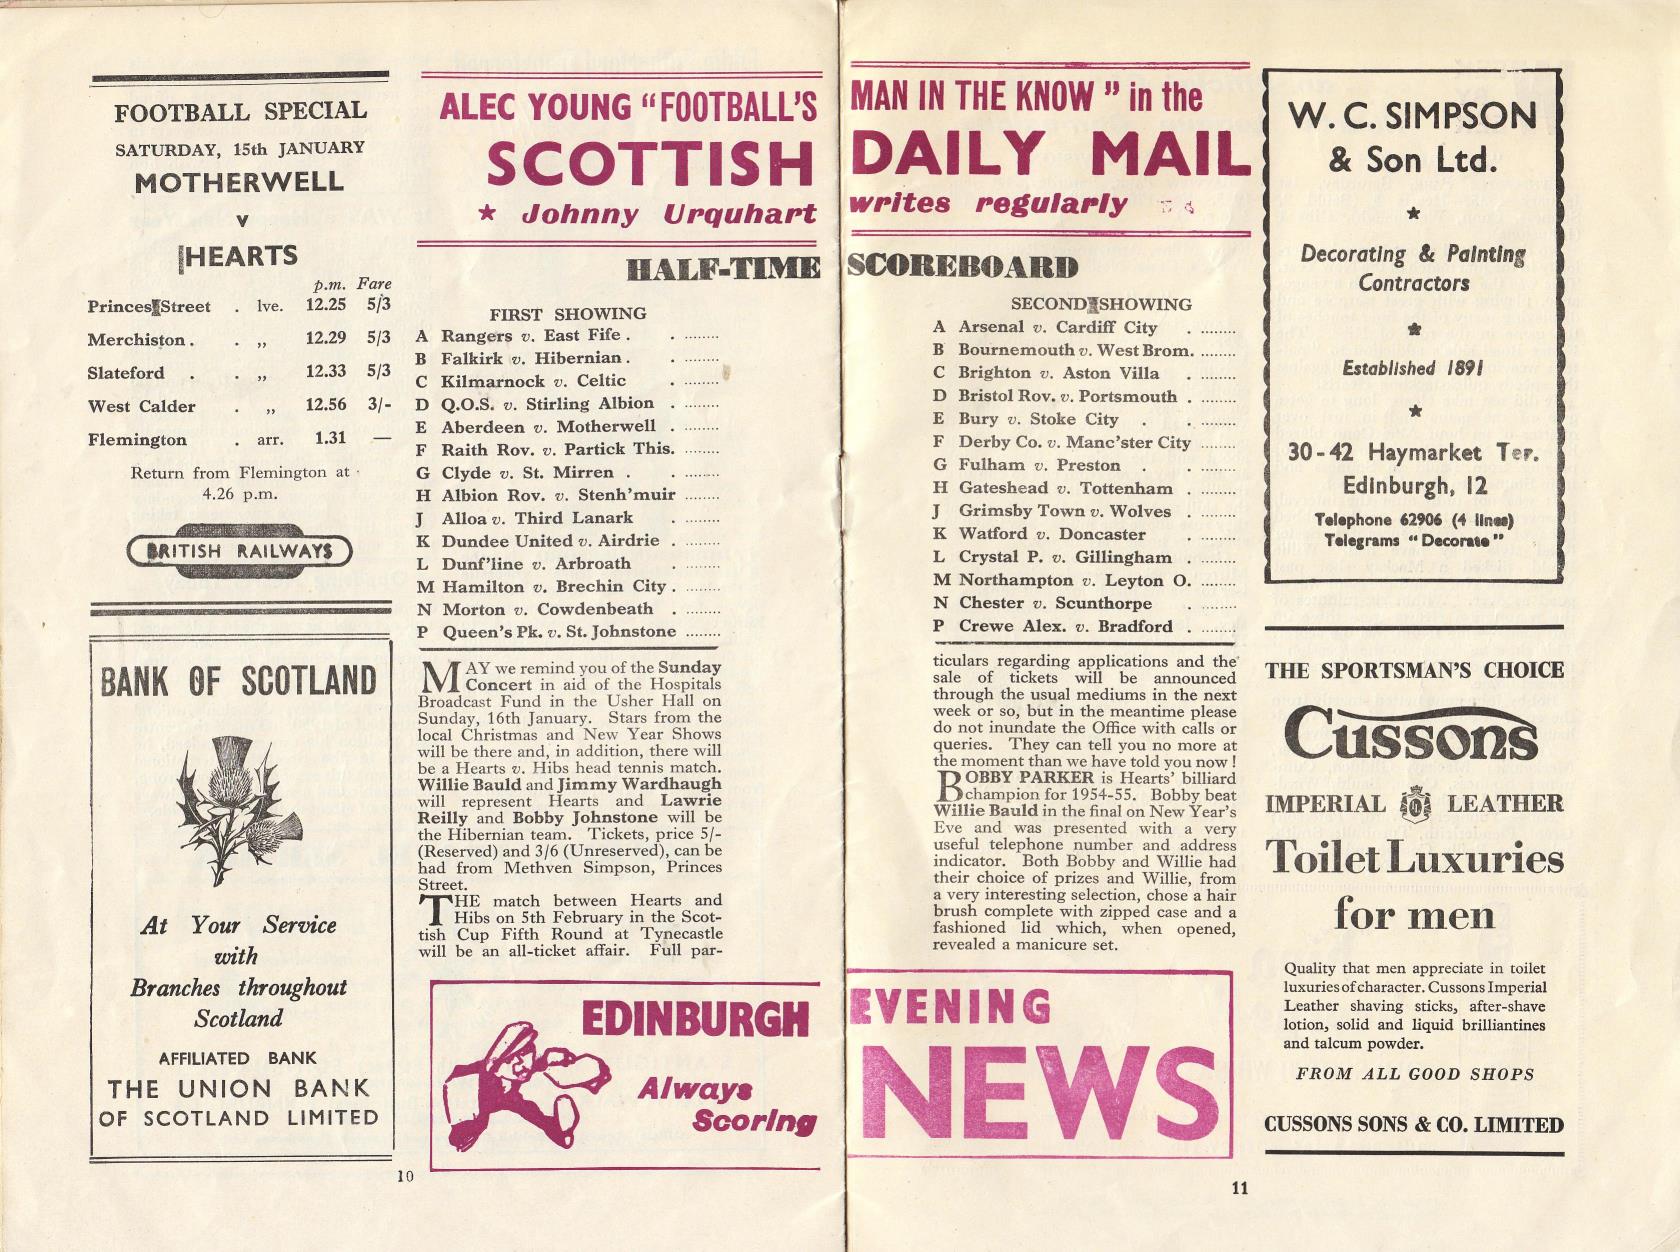 FOOTBALL SPECIAL
SATURDAY, 15th JANUARY
MOTHERWELL
v
HEARTS
p.m. Fare
Princes Street . lve. 12.25 5/3
Merchiston . . ,, 12.29 5/3
Slateford . . ,, 12.33 5/3
West Calder . ,, 12.56 3/-
Flemington . arr. 1.31 —
Return from Flemington at
4.26 p.m.
BRITISH RAILWAYS
BANK OF SCOTLAND
At Your Service
with
Branches throughout
Scotland
AFFILIATED BANK
THE UNION BANK
OF SCOTLAND LIMITED
ALEC YOUNG "FOOTBALL'S MAN IN THE KNOW" in the
SCOTTISH DAILY MAIL
★ Johnny Urquhart writes regularly
HALF-TIME SCOREBOARD
FIRST SHOWING
A Rangers v. East Fife . . ........
B Falkirk v. Hibernian . . ........
C Kilmarnock v. Celtic . ........
D Q.O.S. v. Stirling Albion . ........
E Aberdeen v. Motherwell . ........
F Raith Rov. v. Partick This. ........
G Clyde v. St. Mirren . . ........
H Albion Rov. v. Stenh'muir ........
J Alloa v. Third Lanark . ........
K Dundee United v. Airdrie . ........
L Dunf'line v. Arbroath . ........
M Hamilton v. Brechin City . ........
N Morton v. Cowdenbeath . ........
P Queen's Pk. v. St. Johnstone ........
MAY we remind you of the Sunday
Concert in aid of the Hospitals
Broadcast Fund in the Usher Hall on
Sunday, 16th January. Stars from the
local Christmas and New Year Shows
will be there and, in addition, there will
be a Hearts v. Hibs head tennis match.
Willie Bauld and Jimmy Wardhaugh
will represent Hearts and Lawrie
Reilly and Bobby Johnstone will be
the Hibernian team. Tickets, price 5/-
(Reserved) and 3/6 (Unreserved), can be
had from Methven Simpson, Princes
Street.
THE match between Hearts and
Hibs on 5th February in the Scot-
tish Cup Fifth Round at Tynecastle
will be an all-ticket affair. Full par-
SECOND SHOWING
A Arsenal v. Cardiff City . ........
B Bournemouth v. West Brom. ........
C Brighton v. Aston Villa . ........
D Bristol Rov. v. Portsmouth . ........
E Bury v. Stoke City . . ........
F Derby Co. v. Manc'ster City ........
G Fulham v. Preston . . ........
H Gateshead v. Tottenham . ........
J Grimsby Town v. Wolves . ........
K Watford v. Doncaster . ........
L Crystal P. v. Gillingham . ........
M Northampton v. Leyton O. ........
N Chester v. Scunthorpe . ........
P Crewe Alex. v. Bradford . ........
ticulars regarding applications and the
sale of tickets will be announced
through the usual mediums in the next
week or so, but in the meantime please
do not inundate the Office with calls or
queries. They can tell you no more at
the moment than we have told you now !
BOBBY PARKER is Hearts' billiard
champion for 1954-55. Bobby beat
Willie Bauld in the final on New Year's
Eve and was presented with a very
useful telephone number and address
indicator. Both Bobby and Willie had
their choice of prizes and Willie, from
a very interesting selection, chose a hair
brush complete with zipped case and a
fashioned lid which, when opened,
revealed a manicure set.
EDINBURGH EVENING
NEWS
Always
Scoring
W. C. SIMPSON
& Son Ltd.
★
Decorating & Painting
Contractors
★
Established 1891
★
30-42 Haymarket Ter.
Edinburgh, 12
Telephone 62906 (4 lines)
Telegrams "Decorate"
THE SPORTSMAN'S CHOICE
Cussons
IMPERIAL LEATHER
Toilet Luxuries
for men
Quality that men appreciate in toilet
luxuries of character. Cussons Imperial
Leather shaving sticks, after-shave
lotion, solid and liquid brilliantines
and talcum powder.
FROM ALL GOOD SHOPS
CUSSONS SONS & CO. LIMITED
10
11